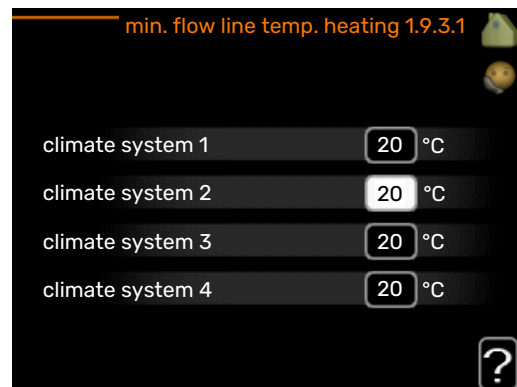 min. flow line temp. heating 1.9.3.1
climate system 1 20 °C
climate system 2 20 °C
climate system 3 20 °C
climate system 4 20 °C
?